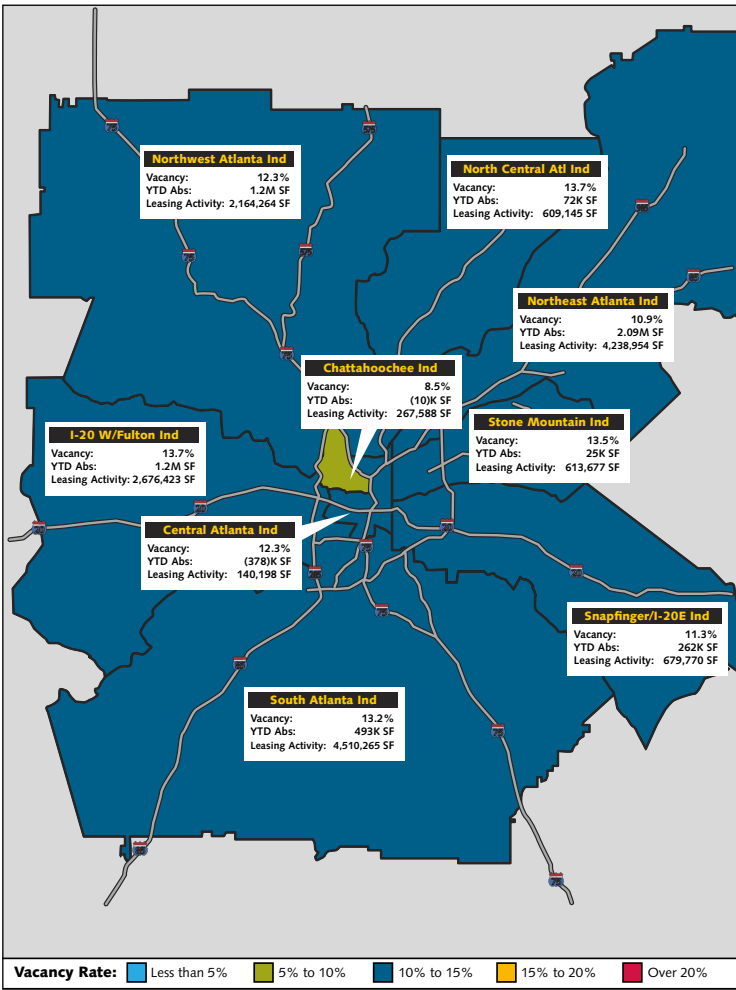 Northwest Atlanta Ind
Vacancy: 12.3%
YTD Abs: 1.2M SF
Leasing Activity: 2,164,264 SF
North Central Atl Ind
Vacancy: 13.7%
YTD Abs: 72K SF
Leasing Activity: 609,145 SF
Northeast Atlanta Ind
Vacancy: 10.9%
YTD Abs: 2.09M SF
Leasing Activity: 4,238,954 SF
Chattahoochee Ind
Vacancy: 8.5%
YTD Abs: (10)K SF
Leasing Activity: 267,588 SF
Stone Mountain Ind
Vacancy: 13.5%
YTD Abs: 25K SF
Leasing Activity: 613,677 SF
I-20 W/Fulton Ind
Vacancy: 13.7%
YTD Abs: 1.2M SF
Leasing Activity: 2,676,423 SF
Central Atlanta Ind
Vacancy: 12.3%
YTD Abs: (378)K SF
Leasing Activity: 140,198 SF
Snapfinger/I-20E Ind
Vacancy: 11.3%
YTD Abs: 262K SF
Leasing Activity: 679,770 SF
South Atlanta Ind
Vacancy: 13.2%
YTD Abs: 493K SF
Leasing Activity: 4,510,265 SF
Vacancy Rate: Less than 5% 5% to 10% 10% to 15% 15% to 20% Over 20%